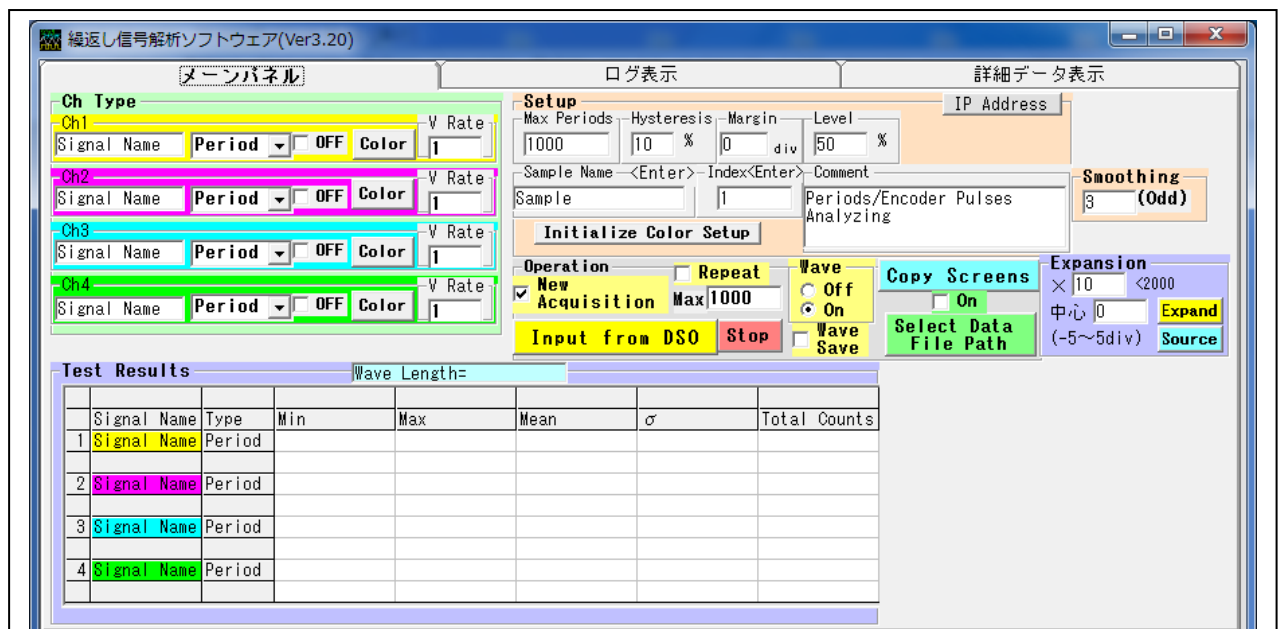 繰返し信号解析ソフトウェア(Ver3.20)
メーンパネル ログ表示 詳細データ表示
Ch Type
Ch1 V Rate
Signal Name Period OFF Color 1
Ch2 V Rate
Signal Name Period OFF Color 1
Ch3 V Rate
Signal Name Period OFF Color 1
Ch4 V Rate
Signal Name Period OFF Color 1
Setup IP Address
Max Periods Hysteresis Margin Level
1000 10 % 0 div 50 %
Sample Name <Enter> Index<Enter> Comment
Sample 1 Periods/Encoder Pulses
Analyzing
Initialize Color Setup
Smoothing
3 (Odd)
Operation
New
Acquisition
Repeat
Max 1000
Input from DSO Stop
Wave
Off
On
Wave
Save
Copy Screens
On
Select Data
File Path
Expansion
×10 <2000
中心 0 Expand
(-5～5div) Source
Test Results Wave Length=
Signal Name Type Min Max Mean σ Total Counts
1 Signal Name Period
2 Signal Name Period
3 Signal Name Period
4 Signal Name Period